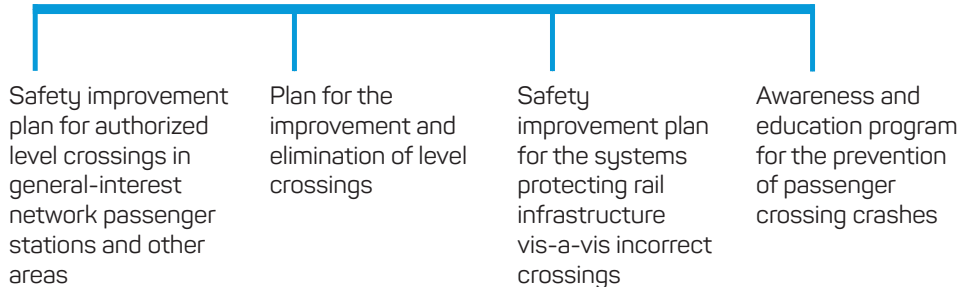 Safety improvement
plan for authorized
level crossings in
general-interest
network passenger
stations and other
areas
Plan for the
improvement and
elimination of level
crossings
Safety
improvement plan
for the systems
protecting rail
infrastructure
vis-a-vis incorrect
crossings
Awareness and
education program
for the prevention
of passenger
crossing crashes